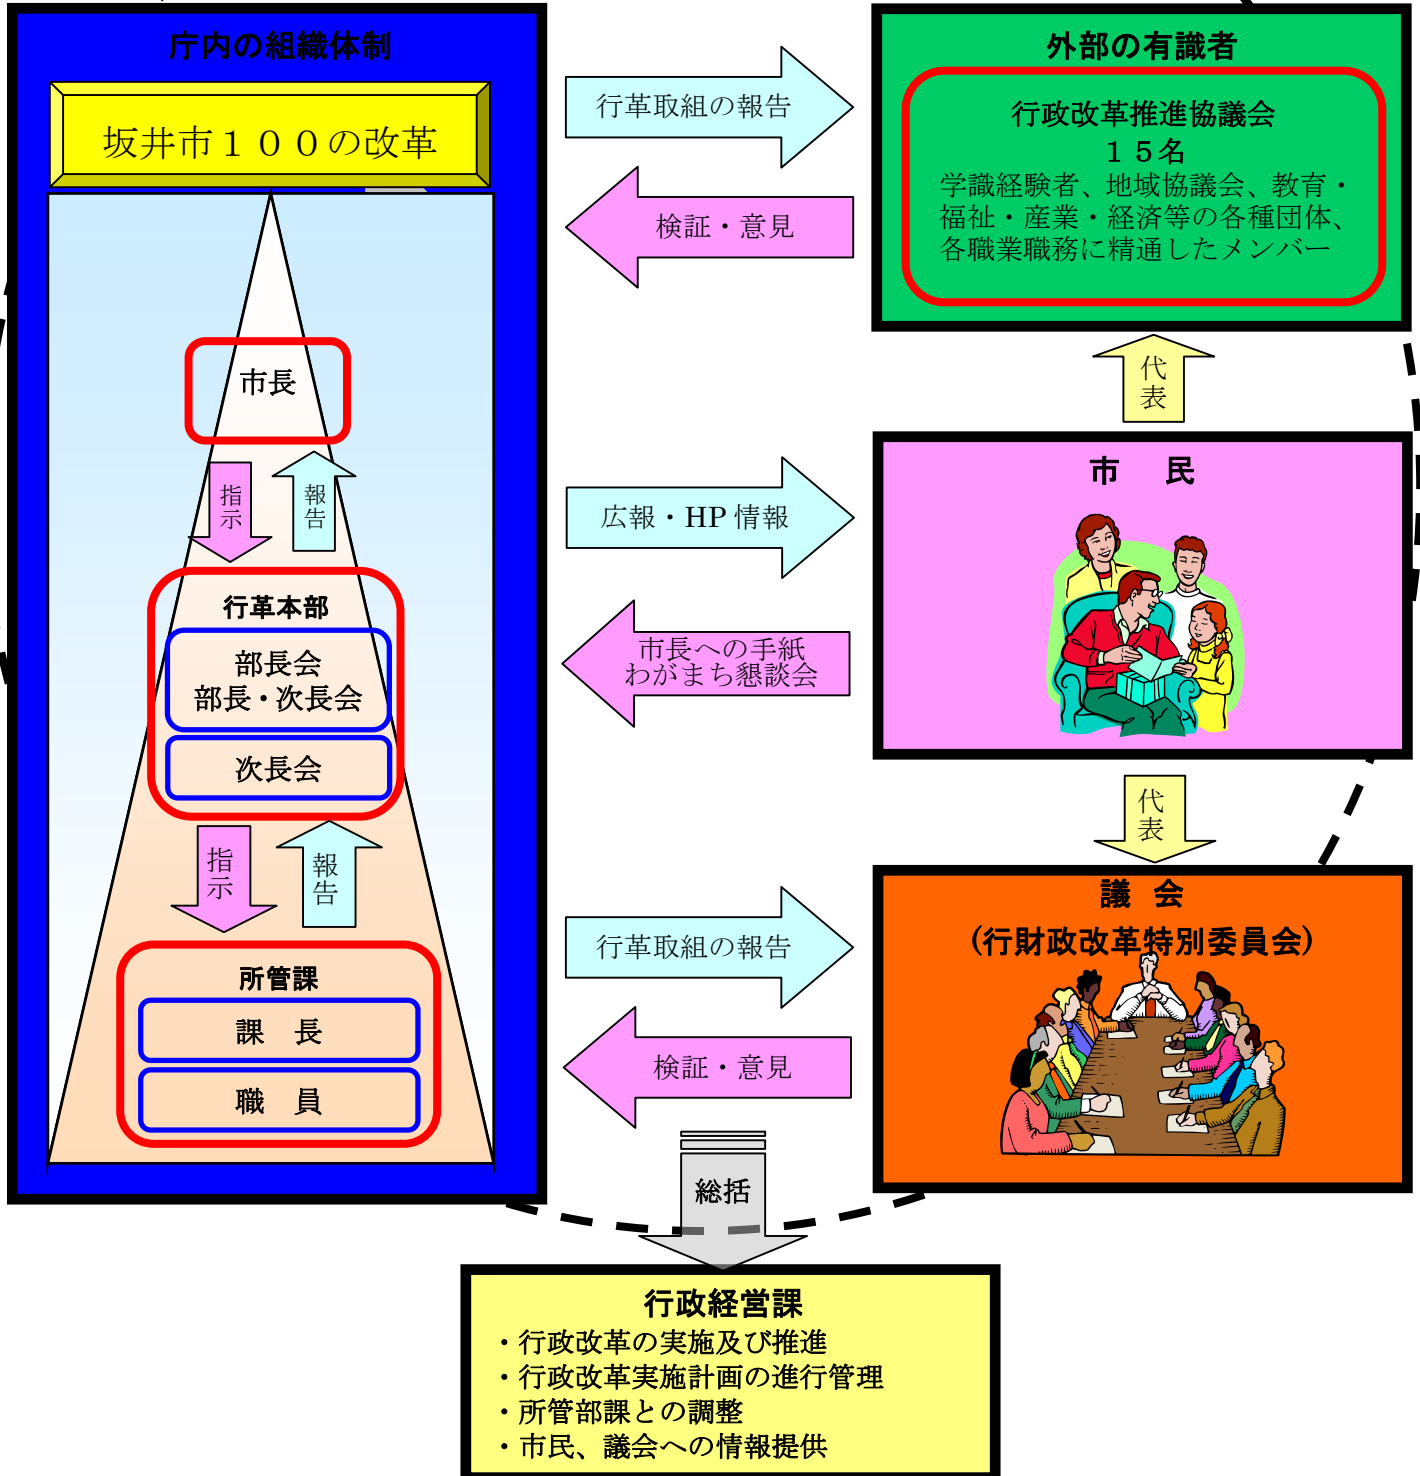 庁内の組織体制
坂井市１００の改革
市長
指示
報告
行革本部
部長会
部長・次長会
次長会
指示
報告
所管課
課　長
職　員
行革取組の報告
検証・意見
広報・HP 情報
市長への手紙
わがまち懇談会
行革取組の報告
検証・意見
外部の有識者
行政改革推進協議会
１５名
学識経験者、地域協議会、教育・
福祉・産業・経済等の各種団体、
各職業職務に精通したメンバー
代表
市　民
代表
議　会
(行財政改革特別委員会)
総括
行政経営課
・行政改革の実施及び推進
・行政改革実施計画の進行管理
・所管部課との調整
・市民、議会への情報提供